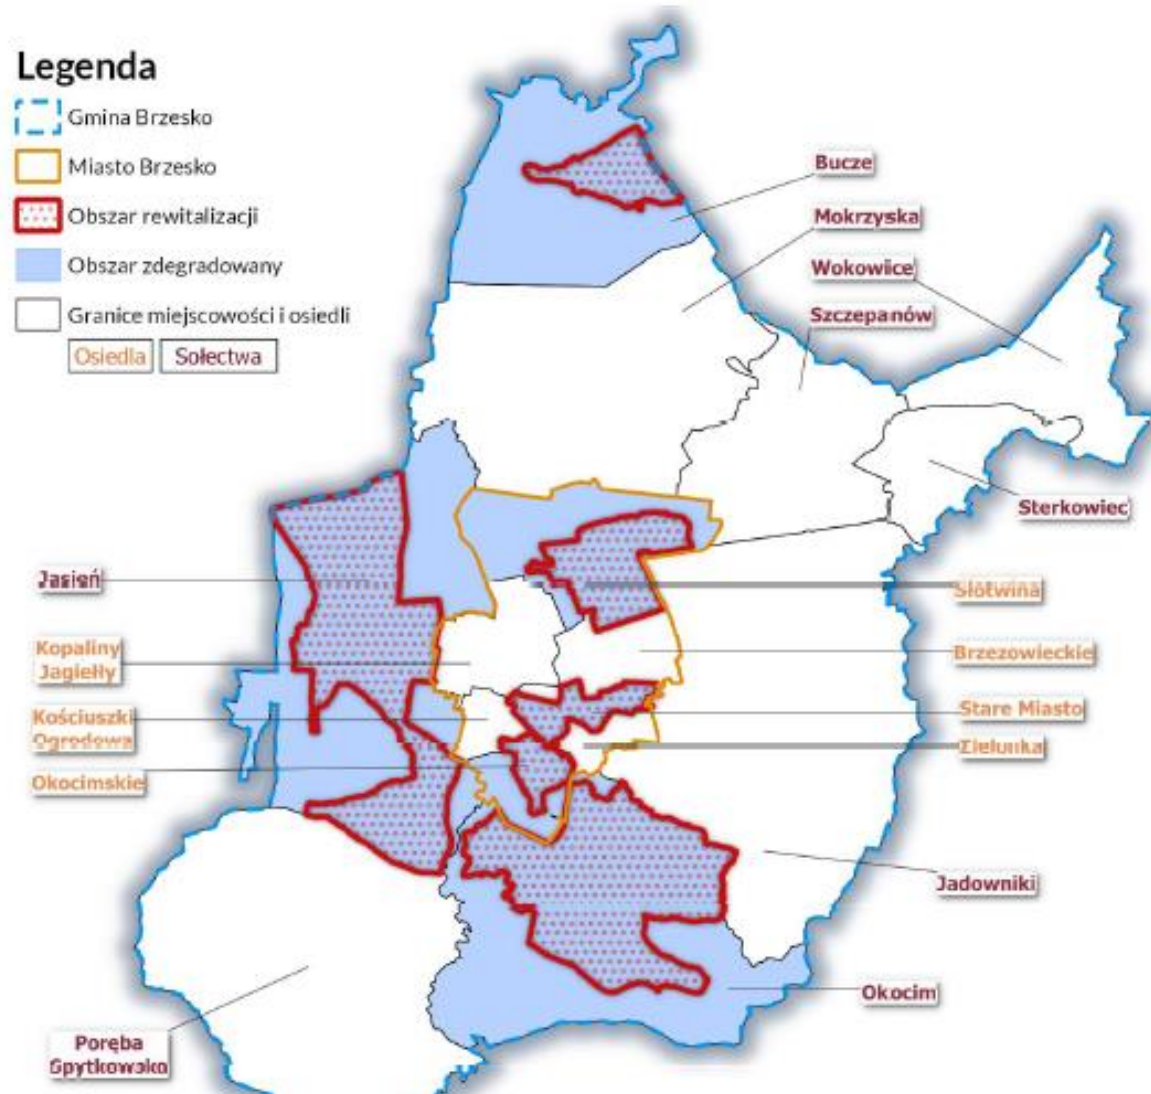 Legenda
Gmina Brzesko
Miasto Brzesko
Obszar rewitalizacji
Obszar zdegradowany
Granice miejscowości i osiedli
Osiedla Sołectwa
Bucze
Mokrzyska
Wokowice
Szczepanów
Sterkowiec
Jasień
Słotwina
Kopaliny
Jagiełły
Brzezowieckie
Kościuszki
Ogrodowa
Stare Miasto
Zielonka
Okocimskie
Jadowniki
Okocim
Poręba
Spytkowska